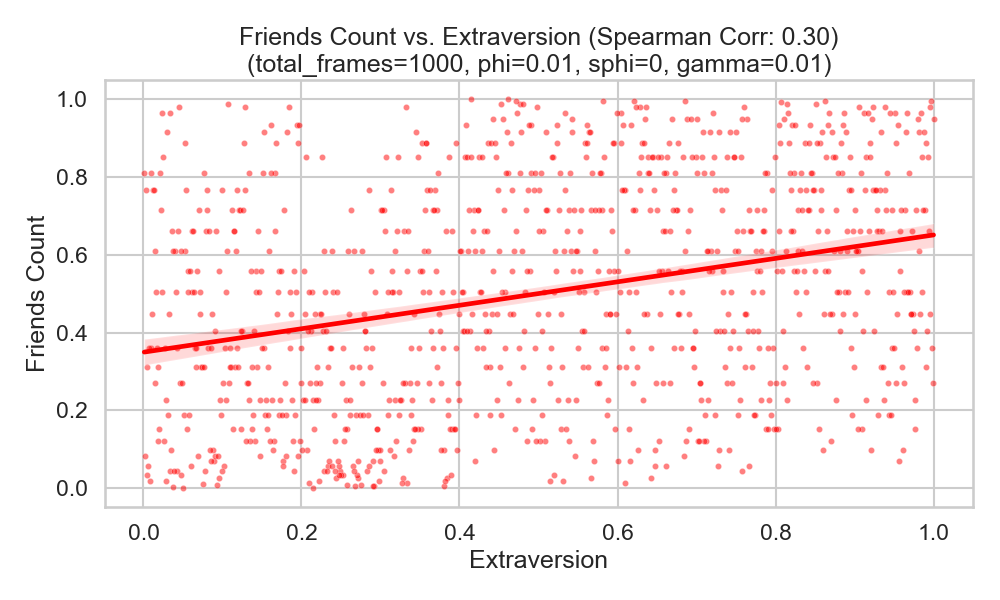 Friends Count vs. Extraversion (Spearman Corr: 0.30)
(total_frames=1000, phi=0.01, sphi=0, gamma=0.01)
1.0
0.8
0.6
0.4
0.2
0.0
Friends Count
0.0 0.2 0.4 0.6 0.8 1.0
Extraversion